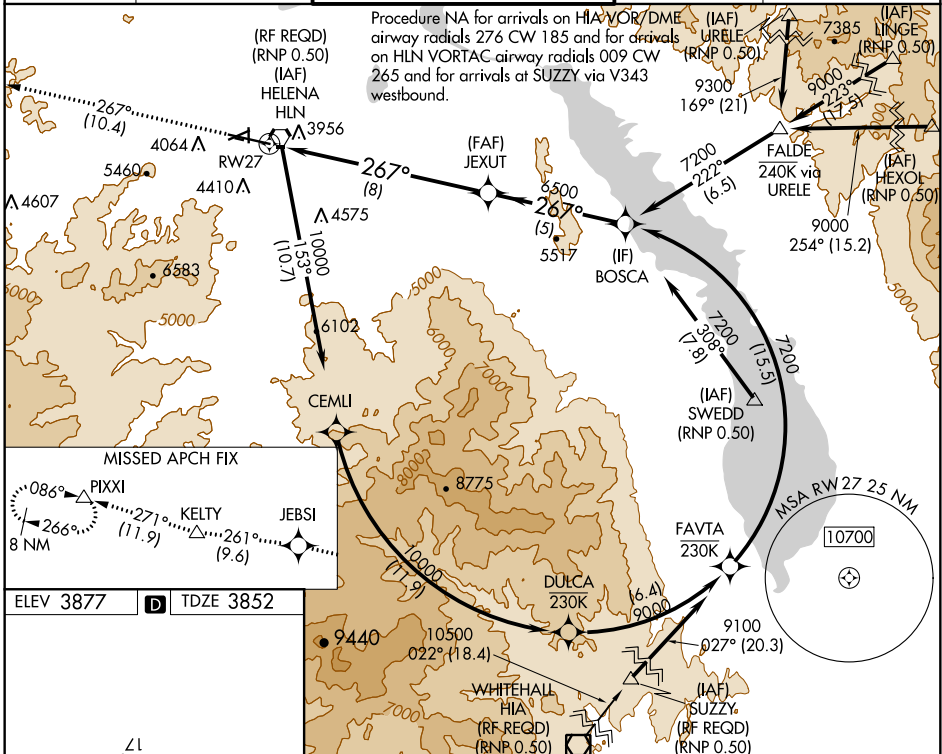 Procedure NA for arrivals on HIA VOR/DME
airway radials 276 CW 185 and for arrivals
on HLN VORTAC airway radials 009 CW
265 and for arrivals at SUZZY via V343
westbound.
(RF REQD)
(RNP 0.50)
(IAF)
HELENA
HLN
(IAF)
URELE
(RNP 0.50)
7385
(IAF)
LINGE
(RNP 0.50)
9300
169° (21)
9000
223°
(17.5)
267°
(10.4)
4064
3956
RW27
5460
4410
4607
4575
267°
(8)
(FAF)
JEXUT
6500
267°
(5)
5517
(IF)
BOSCA
7200
222°
(6.5)
FALDE
240K via
URELE
(IAF)
HEXOL
(RNP 0.50)
9000
254° (15.2)
6583
6000
5000
10000
153°
(10.7)
6102
5000
6000
7000
8000
8775
7200
308°
(7.8)
7200
(15.5)
(IAF)
SWEDD
(RNP 0.50)
5000
CEMLI
MISSED APCH FIX
086°
PIXXI
266°
8 NM
271°
(11.9)
KELTY
261°
(9.6)
JEBSI
MSA RW27 25 NM
10700
FAVTA
230K
10000
(11.9)
DULCA
230K
(6.4)
9000
ELEV 3877
D
TDZE 3852
9440
10500
022° (18.4)
9100
027° (20.3)
WHITEHALL
HIA
(RF REQD)
(RNP 0.50)
(IAF)
SUZZY
(RF REQD)
(RNP 0.50)
17